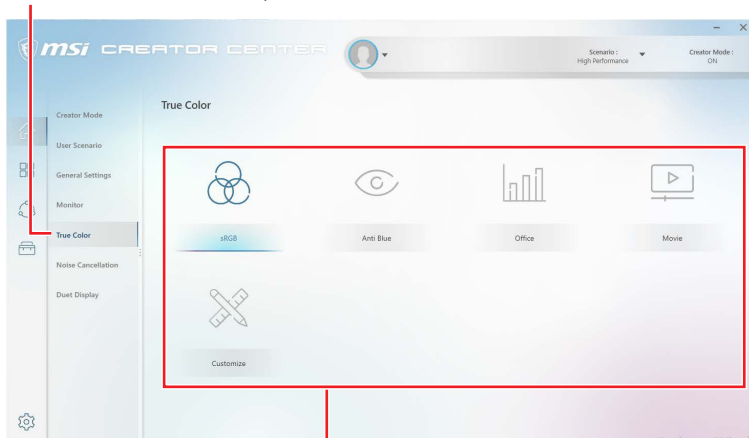 msi CREATOR CENTER
Scenario :
High Performance
Creator Mode :
ON
True Color
Creator Mode
User Scenario
General Settings
Monitor
True Color
Noise Cancellation
Duet Display
sRGB
Anti Blue
Office
Movie
Customize